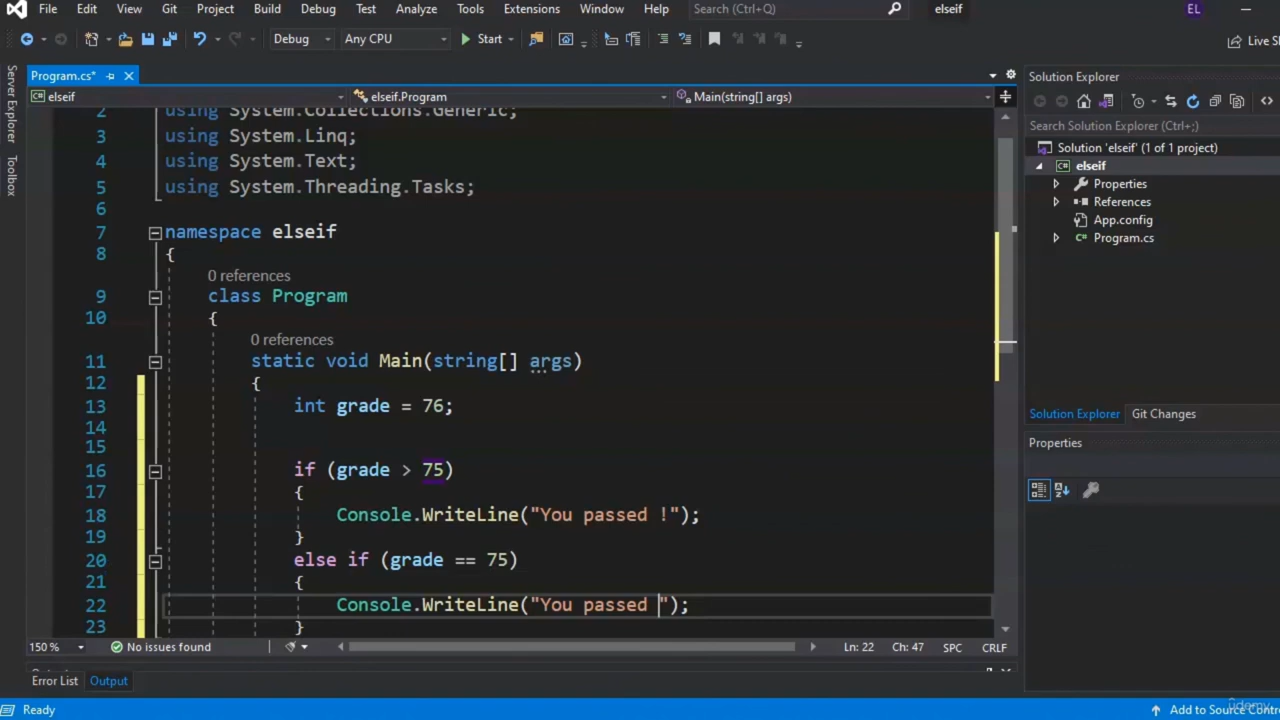 File Edit View Git Project Build Debug Test Analyze Tools Extensions Window Help Search (Ctrl+Q) elseif EL
Debug Any CPU Start Live Sh
Server Explorer
Toolbox
Program.cs*
elseif elseif.Program Main(string[] args)
2 using System.Collections.Generic;
3 using System.Linq;
4 using System.Text;
5 using System.Threading.Tasks;
6
7 namespace elseif
8 {
0 references
9 class Program
10 {
0 references
11 static void Main(string[] args)
12 {
13 int grade = 76;
14
15
16 if (grade > 75)
17 {
18 Console.WriteLine("You passed !");
19 }
20 else if (grade == 75)
21 {
22 Console.WriteLine("You passed ");
23 }
150 % No issues found Ln: 22 Ch: 47 SPC CRLF
Error List Output
Solution Explorer
Search Solution Explorer (Ctrl+;)
Solution 'elseif' (1 of 1 project)
elseif
Properties
References
App.config
Program.cs
Solution Explorer Git Changes
Properties
Ready Add to Source Contro
ûdemy